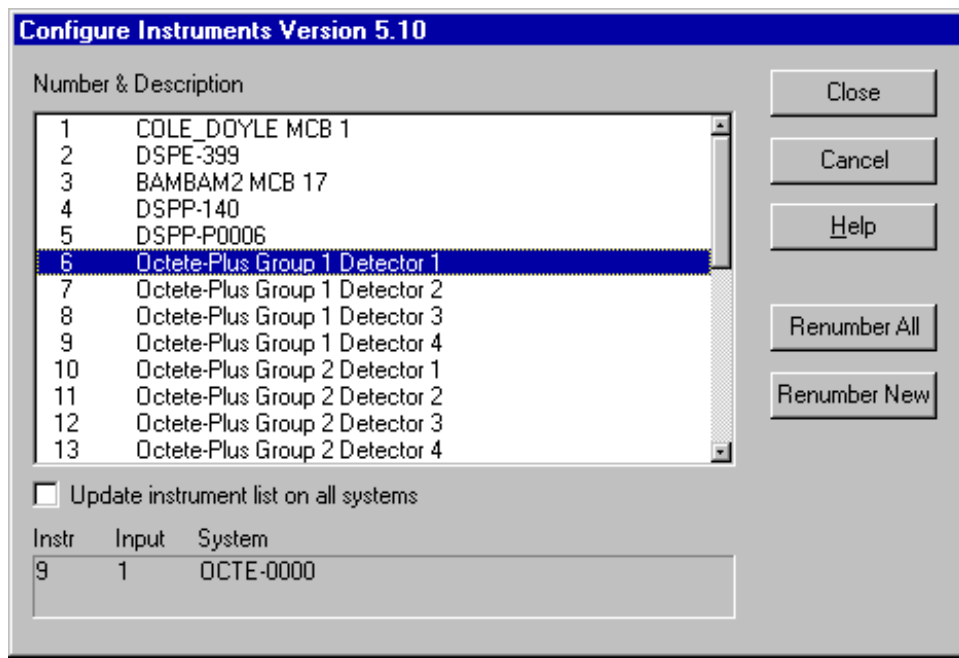 Configure Instruments Version 5.10
Number & Description
1 COLE_DOYLE MCB 1
2 DSPE-399
3 BAMBAM2 MCB 17
4 DSPP-140
5 DSPP-P0006
6 Octete-Plus Group 1 Detector 1
7 Octete-Plus Group 1 Detector 2
8 Octete-Plus Group 1 Detector 3
9 Octete-Plus Group 1 Detector 4
10 Octete-Plus Group 2 Detector 1
11 Octete-Plus Group 2 Detector 2
12 Octete-Plus Group 2 Detector 3
13 Octete-Plus Group 2 Detector 4
Update instrument list on all systems
Instr Input System
9 1 OCTE-0000
Close
Cancel
Help
Renumber All
Renumber New